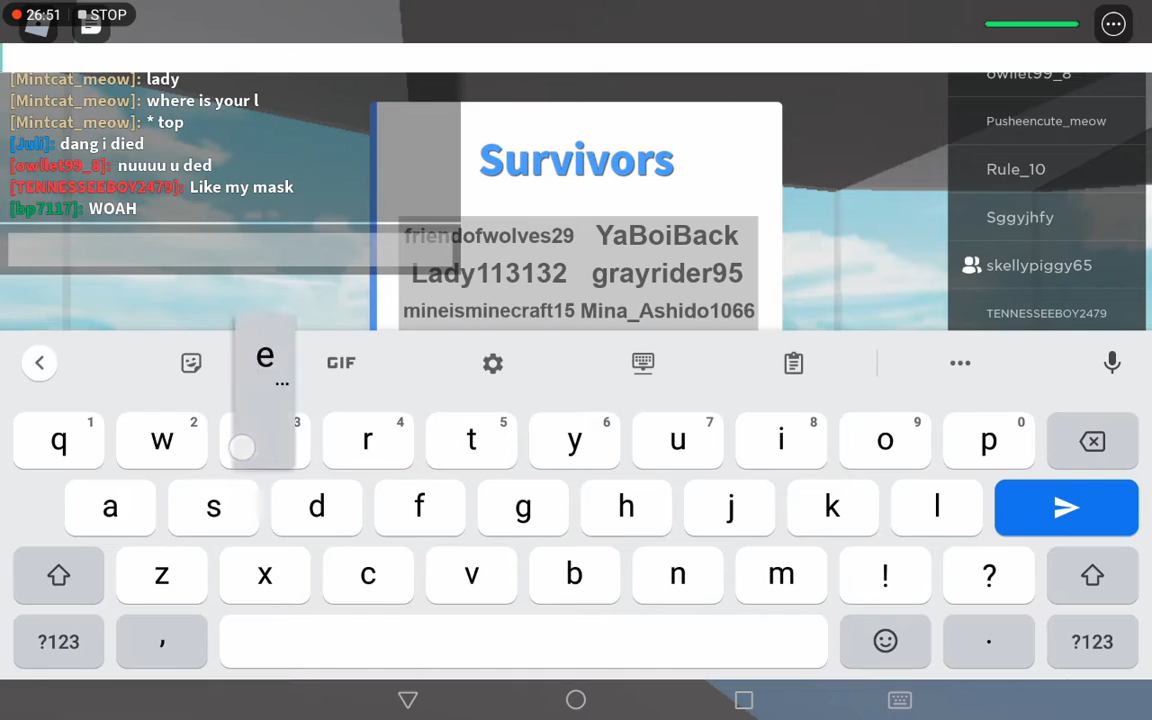 26:51 STOP
[Mintcat_meow]: lady
[Mintcat_meow]: where is your l
[Mintcat_meow]: * top
[Juli]: dang i died
[owllet99_8]: nuuuu u ded
[TENNESSEEBOY2479]: Like my mask
[bp7117]: WOAH
Survivors
friendofwolves29 YaBoiBack
Lady113132 grayrider95
mineisminecraft15 Mina_Ashido1066
owllet99_8
Pusheencute_meow
Rule_10
Sggyjhfy
skellypiggy65
TENNESSEEBOY2479
e
...
GIF
1 2 3 4 5 6 7 8 9 0
q w r t y u i o p
a s d f g h j k l
z x c v b n m ! ?
?123 , . ?123